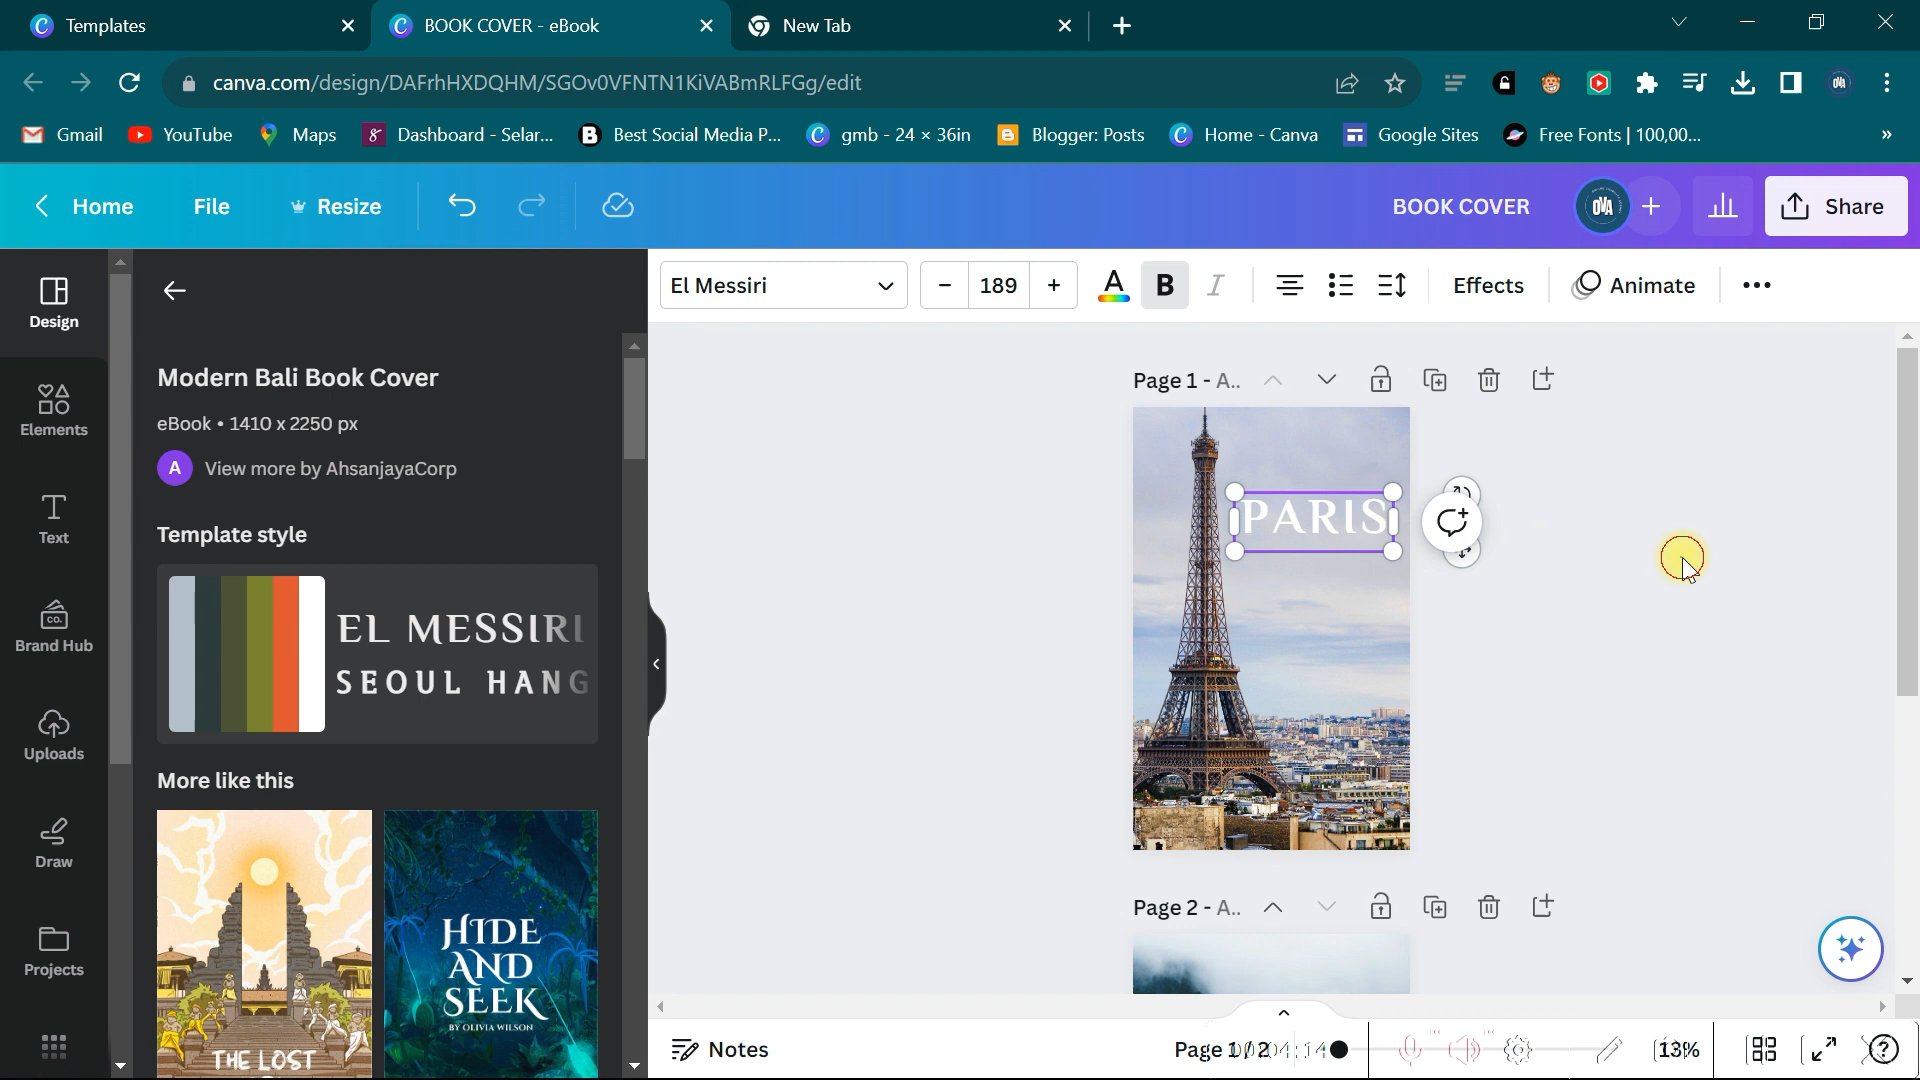 Templates
BOOK COVER - eBook
New Tab
canva.com/design/DAFrhHXDQHM/SGOv0VFNTN1KiVABmRLFGg/edit
Gmail
YouTube
Maps
Dashboard - Selar...
Best Social Media P...
gmb - 24 × 36in
Blogger: Posts
Home - Canva
Google Sites
Free Fonts | 100,00...
»
Home
File
Resize
BOOK COVER
OVA
Share
Design
Elements
Text
Brand Hub
Uploads
Draw
Projects
Modern Bali Book Cover
eBook • 1410 x 2250 px
A
View more by AhsanjayaCorp
Template style
EL MESSIRI
SEOUL HANG
More like this
THE LOST
HIDE
AND
SEEK
BY OLIVIA WILSON
El Messiri
189
A
B
I
Effects
Animate
Page 1 - A..
PARIS
Page 2 - A..
Notes
Page 1/2
13%